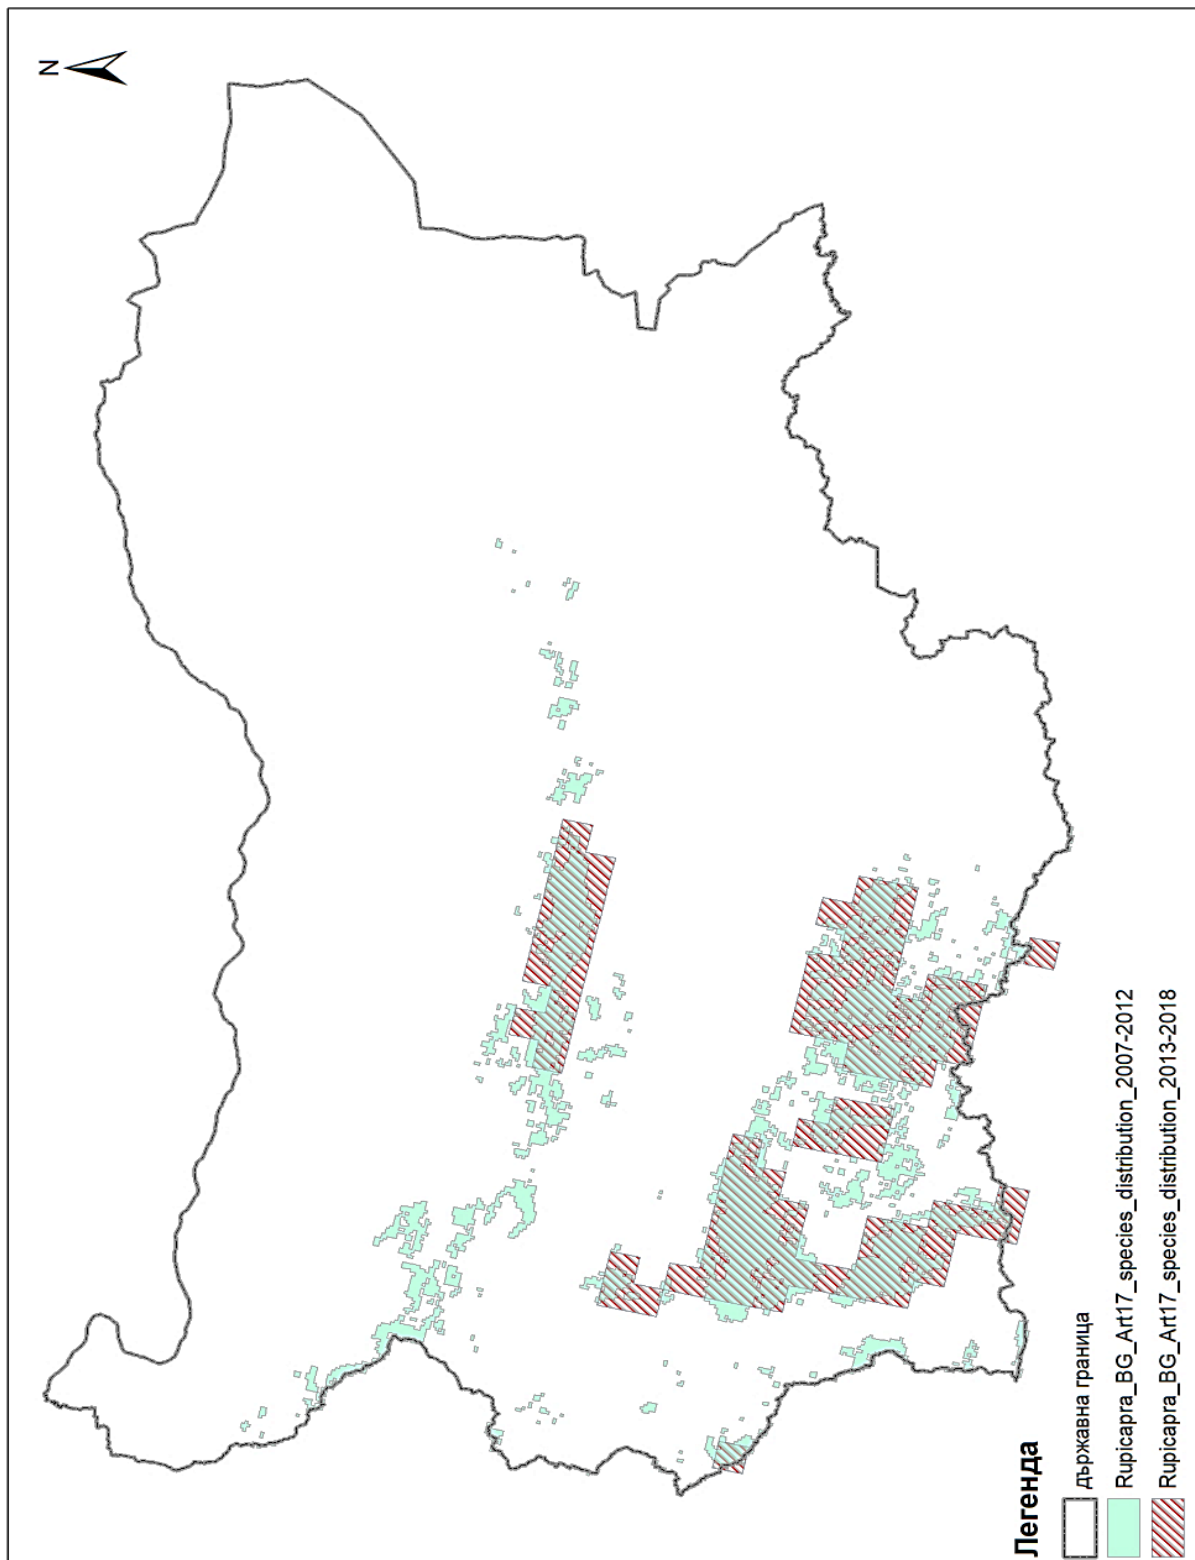 N
Легенда
държавна граница
Rupicapra_BG_Art17_species_distribution_2007-2012
Rupicapra_BG_Art17_species_distribution_2013-2018